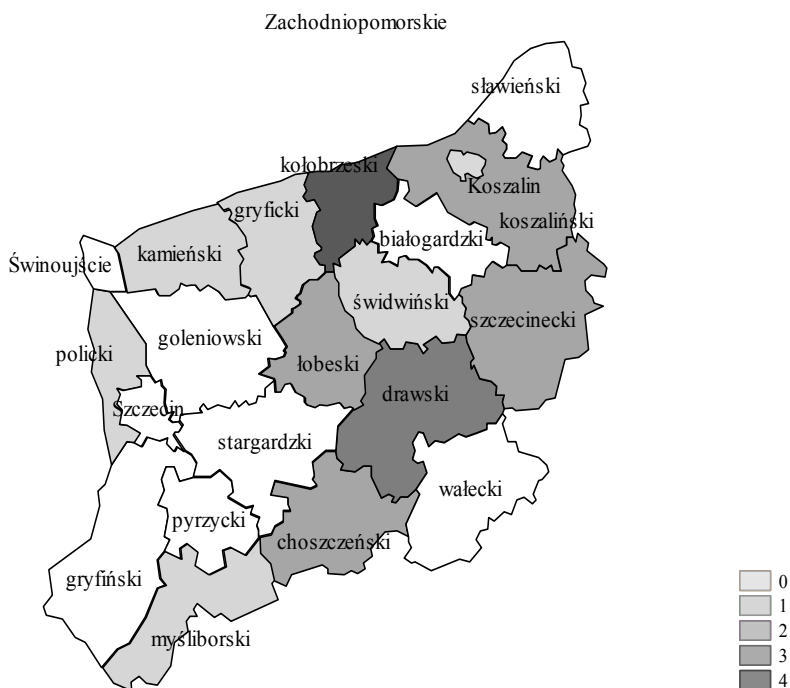 Zachodniopomorskie
sławieński
kołobrzeski
Koszalin
gryficki
koszaliński
białogardzki
kamieński
Świnoujście
świdwiński
szczecinecki
goleniowski
policki
łobeski
drawski
Szczecin
stargardzki
wałecki
pyrzycki
choszczeński
gryfiński
myśliborski
0
1
2
3
4